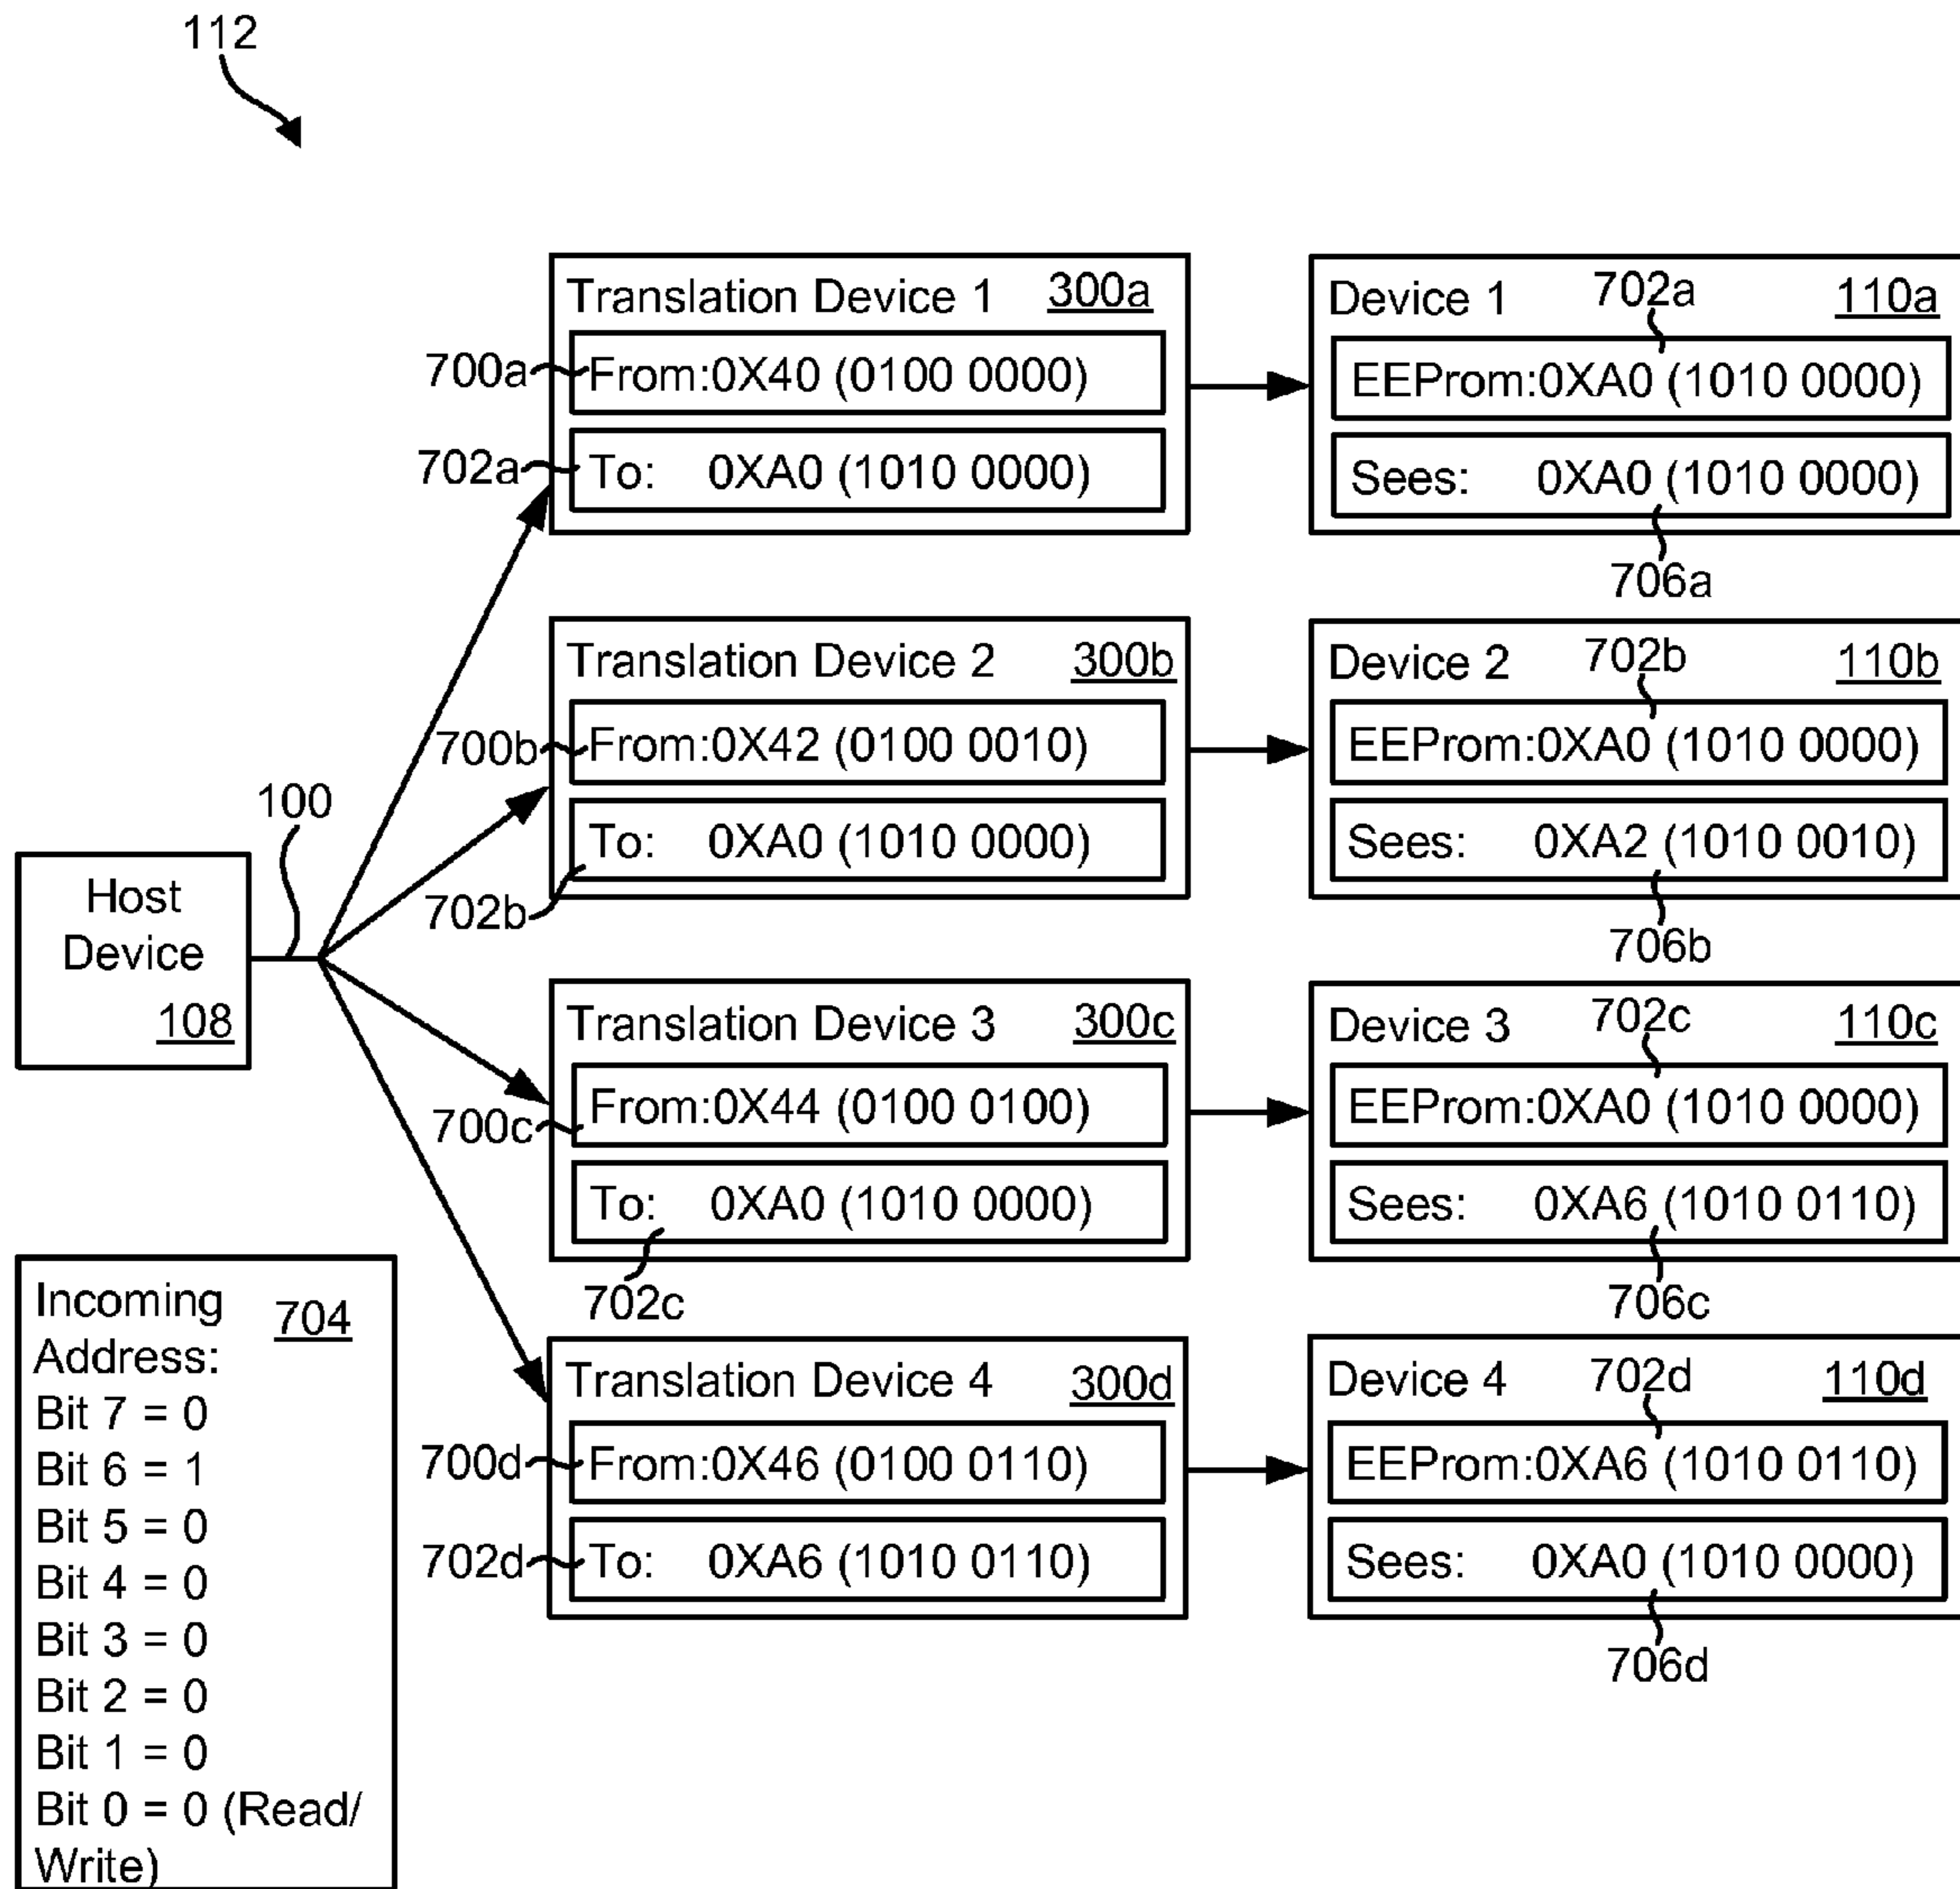 112
Translation Device 1 300a
700a
From:0X40 (0100 0000)
702a
To: 0XA0 (1010 0000)
Device 1 702a 110a
EEProm:0XA0 (1010 0000)
Sees: 0XA0 (1010 0000)
706a
Translation Device 2 300b
700b
From:0X42 (0100 0010)
To: 0XA0 (1010 0000)
702b
Device 2 702b 110b
EEProm:0XA0 (1010 0000)
Sees: 0XA2 (1010 0010)
706b
100
Host
Device
108
Translation Device 3 300c
From:0X44 (0100 0100)
700c
To: 0XA0 (1010 0000)
702c
Device 3 702c 110c
EEProm:0XA0 (1010 0000)
Sees: 0XA6 (1010 0110)
706c
Translation Device 4 300d
700d
From:0X46 (0100 0110)
702d
To: 0XA6 (1010 0110)
Device 4 702d 110d
EEProm:0XA6 (1010 0110)
Sees: 0XA0 (1010 0000)
706d
Incoming 704
Address:
Bit 7 = 0
Bit 6 = 1
Bit 5 = 0
Bit 4 = 0
Bit 3 = 0
Bit 2 = 0
Bit 1 = 0
Bit 0 = 0 (Read/
Write)